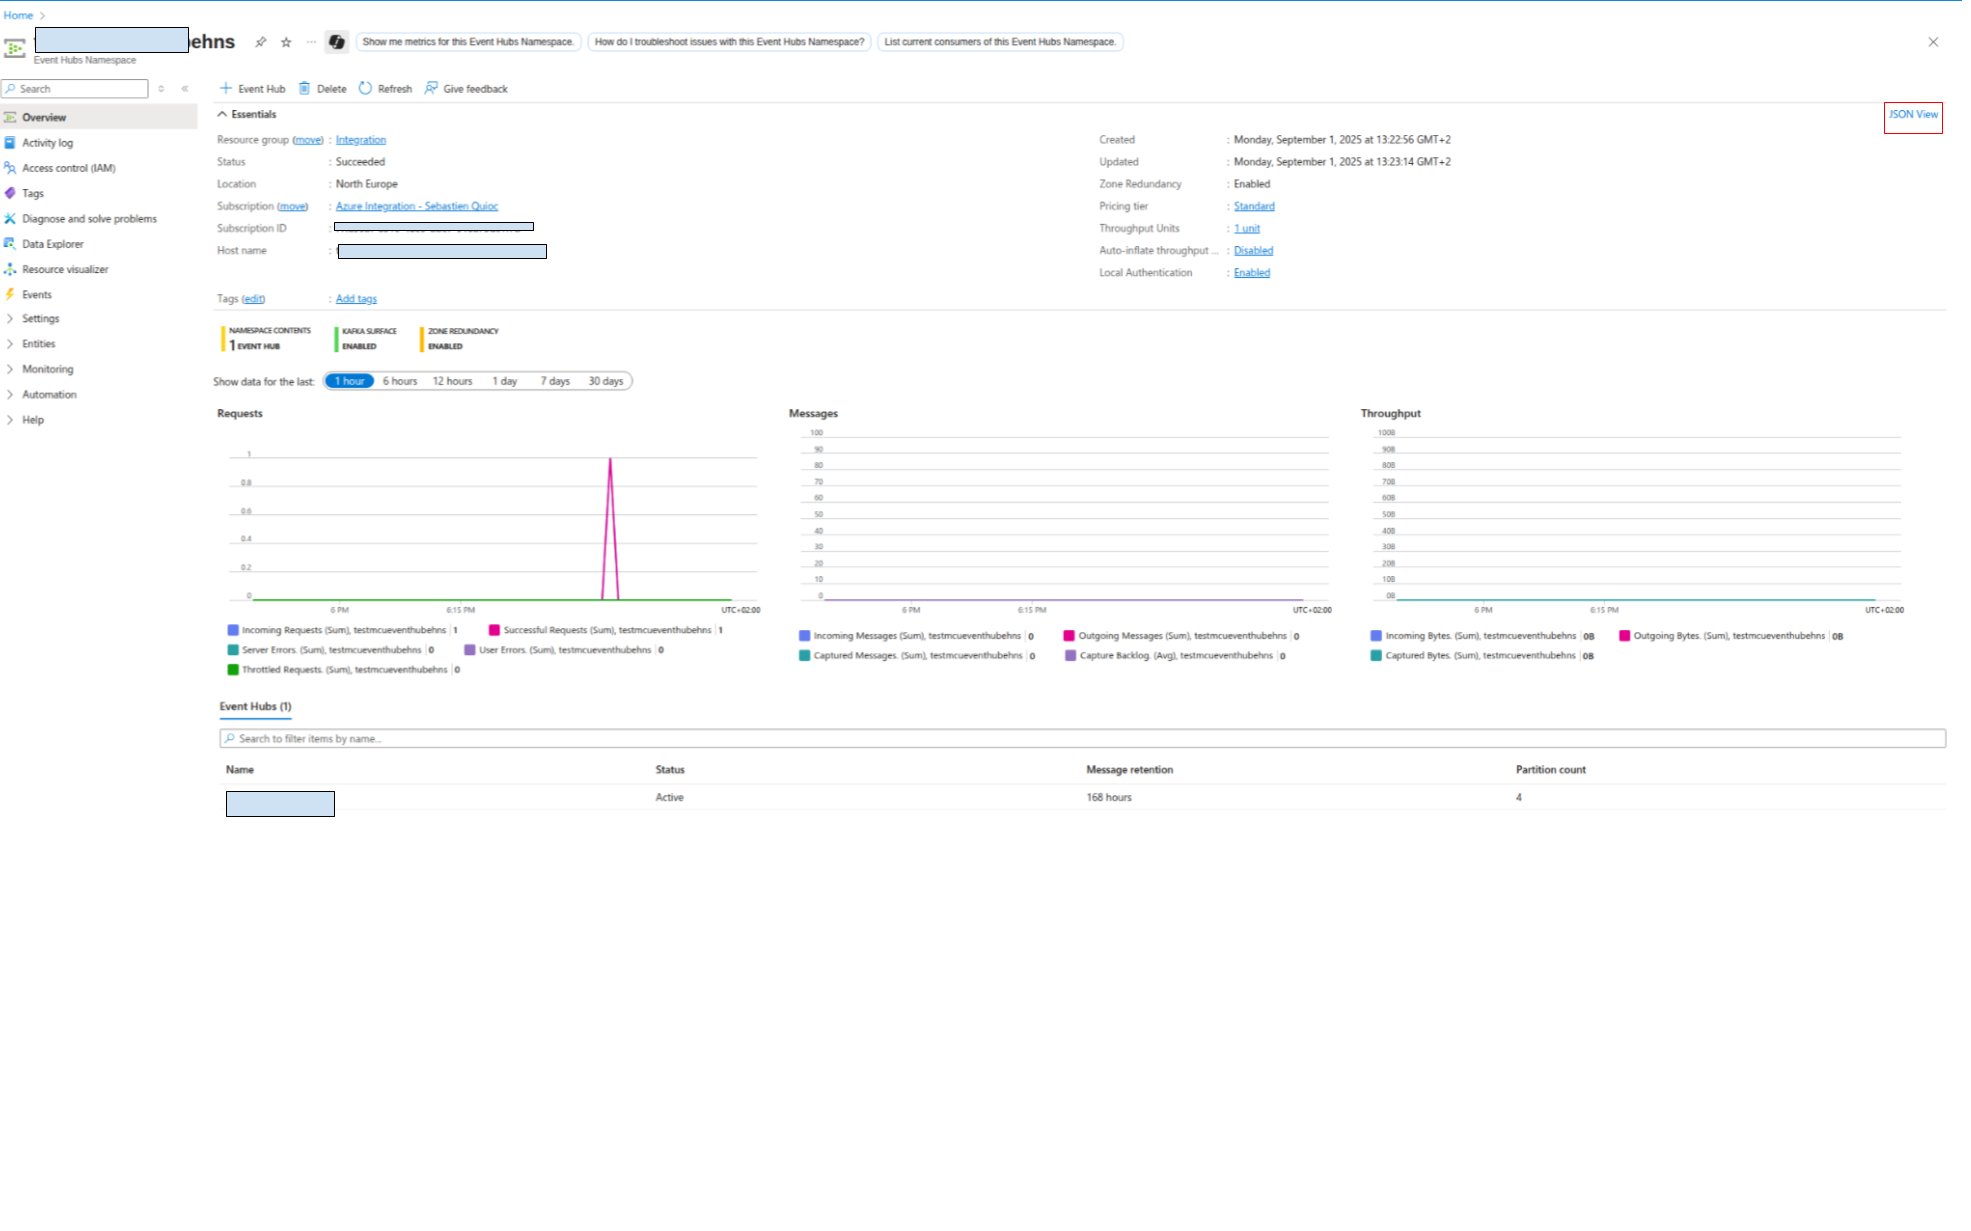 Home
ehns
Show me metrics for this Event Hubs Namespace.
How do I troubleshoot issues with this Event Hubs Namespace?
List current consumers of this Event Hubs Namespace.
Event Hubs Namespace
Search
Event Hub
Delete
Refresh
Give feedback
Overview
Activity log
Access control (IAM)
Tags
Diagnose and solve problems
Data Explorer
Resource visualizer
Events
Settings
Entities
Monitoring
Automation
Help
Essentials
JSON View
Resource group (move) : Integration
Status : Succeeded
Location : North Europe
Subscription (move) : Azure Integration - Sebastien Quioc
Subscription ID :
Host name :
Tags (edit) : Add tags
Created : Monday, September 1, 2025 at 13:22:56 GMT+2
Updated : Monday, September 1, 2025 at 13:23:14 GMT+2
Zone Redundancy : Enabled
Pricing tier : Standard
Throughput Units : 1 unit
Auto-inflate throughput ... : Disabled
Local Authentication : Enabled
NAMESPACE CONTENTS
1 EVENT HUB
KAFKA SURFACE
ENABLED
ZONE REDUNDANCY
ENABLED
Show data for the last: 1 hour 6 hours 12 hours 1 day 7 days 30 days
Requests
1
0.8
0.6
0.4
0.2
0
6 PM 6:15 PM UTC+02:00
Incoming Requests (Sum), testmcueventhubehns | 1
Successful Requests (Sum), testmcueventhubehns | 1
Server Errors. (Sum), testmcueventhubehns | 0
User Errors. (Sum), testmcueventhubehns | 0
Throttled Requests. (Sum), testmcueventhubehns | 0
Messages
100
90
80
70
60
50
40
30
20
10
0
6 PM 6:15 PM UTC+02:00
Incoming Messages (Sum), testmcueventhubehns | 0
Outgoing Messages (Sum), testmcueventhubehns | 0
Captured Messages. (Sum), testmcueventhubehns | 0
Capture Backlog. (Avg), testmcueventhubehns | 0
Throughput
100B
90B
80B
70B
60B
50B
40B
30B
20B
10B
0B
6 PM 6:15 PM UTC+02:00
Incoming Bytes. (Sum), testmcueventhubehns | 0B
Outgoing Bytes. (Sum), testmcueventhubehns | 0B
Captured Bytes. (Sum), testmcueventhubehns | 0B
Event Hubs (1)
Search to filter items by name...
Name Status Message retention Partition count
Active 168 hours 4